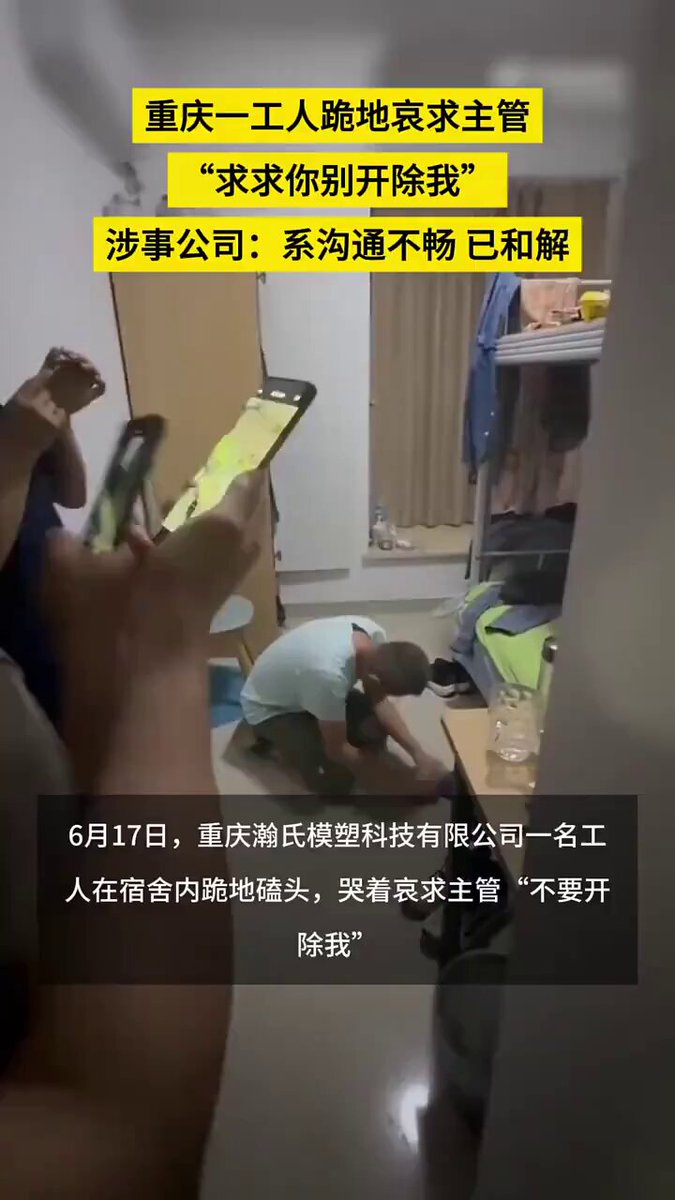 重庆一工人跪地哀求主管
“求求你别开除我”
涉事公司：系沟通不畅 已和解
6月17日，重庆瀚氏模塑科技有限公司一名工
人在宿舍内跪地磕头，哭着哀求主管“不要开
除我”